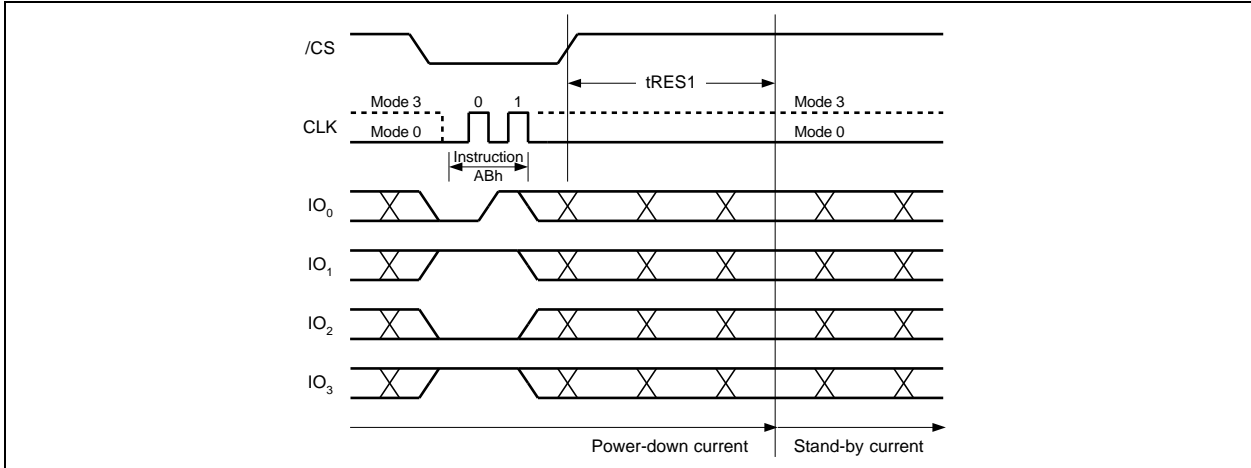 /CS
tRES1
Mode 3 0 1 Mode 3
CLK
Mode 0 Mode 0
Instruction
ABh
IO0
IO1
IO2
IO3
Power-down current Stand-by current